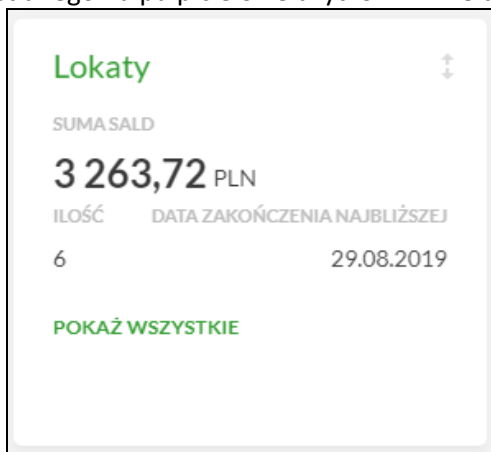 Lokaty
SUMA SALD
3 263,72 PLN
ILOŚĆ DATA ZAKOŃCZENIA NAJBLIŻSZEJ
6 29.08.2019
POKAŻ WSZYSTKIE